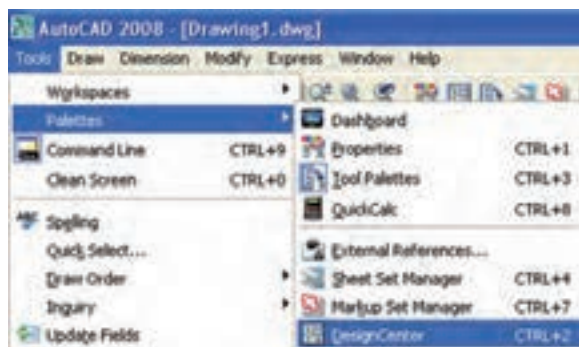 AutoCAD 2008 - [Drawing1.dwg]
Tools Draw Dimension Modify Express Window Help
Workspaces
Palettes
Command Line CTRL+9
Clean Screen CTRL+0
Spelling
Quick Select...
Draw Order
Inquiry
Update Fields
Dashboard
Properties CTRL+1
Tool Palettes CTRL+3
QuickCalc CTRL+8
External References...
Sheet Set Manager CTRL+4
Markup Set Manager CTRL+7
DesignCenter CTRL+2